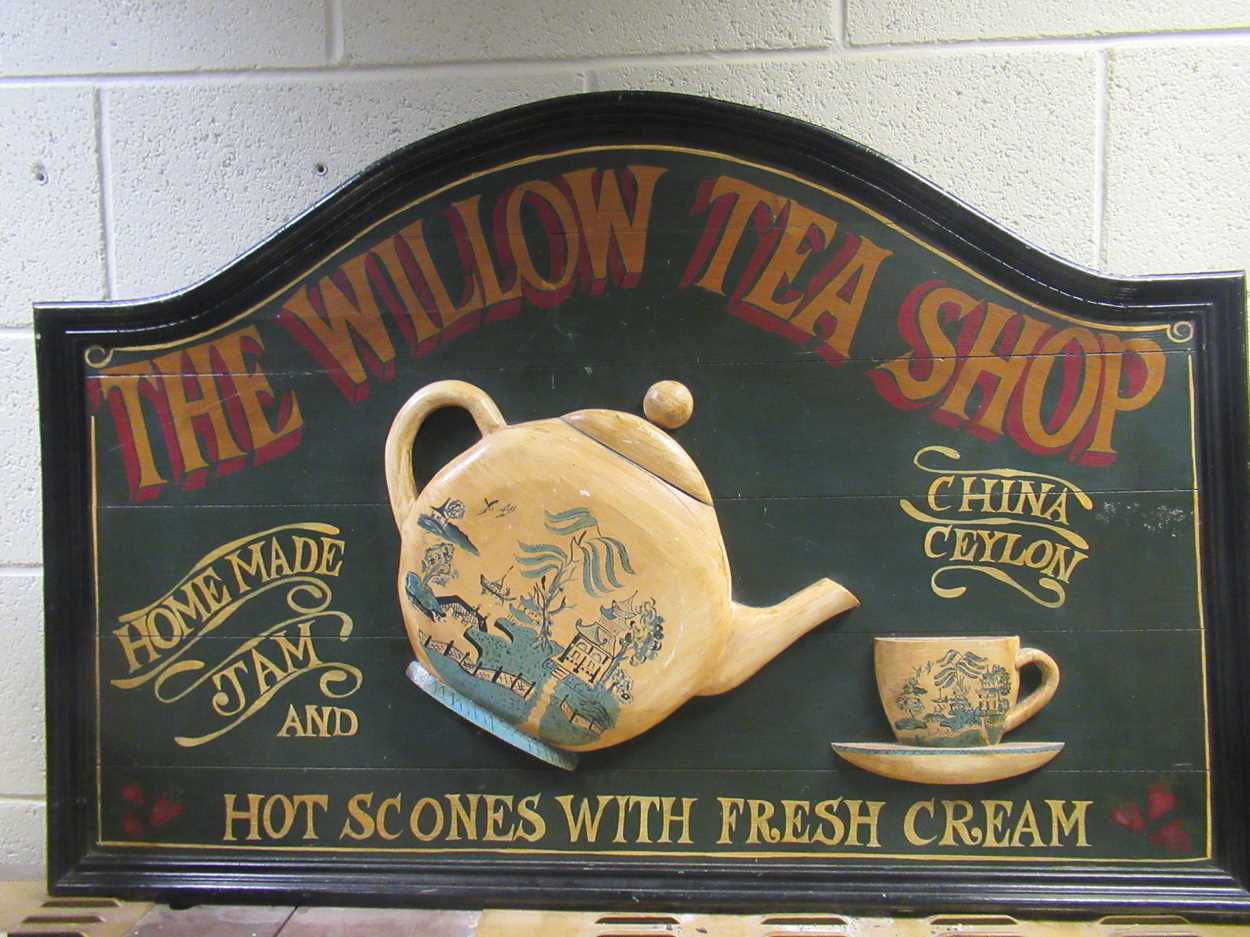 THE WILLOW TEA SHOP
HOME MADE
JAM
AND
CHINA
CEYLON
HOT SCONES WITH FRESH CREAM